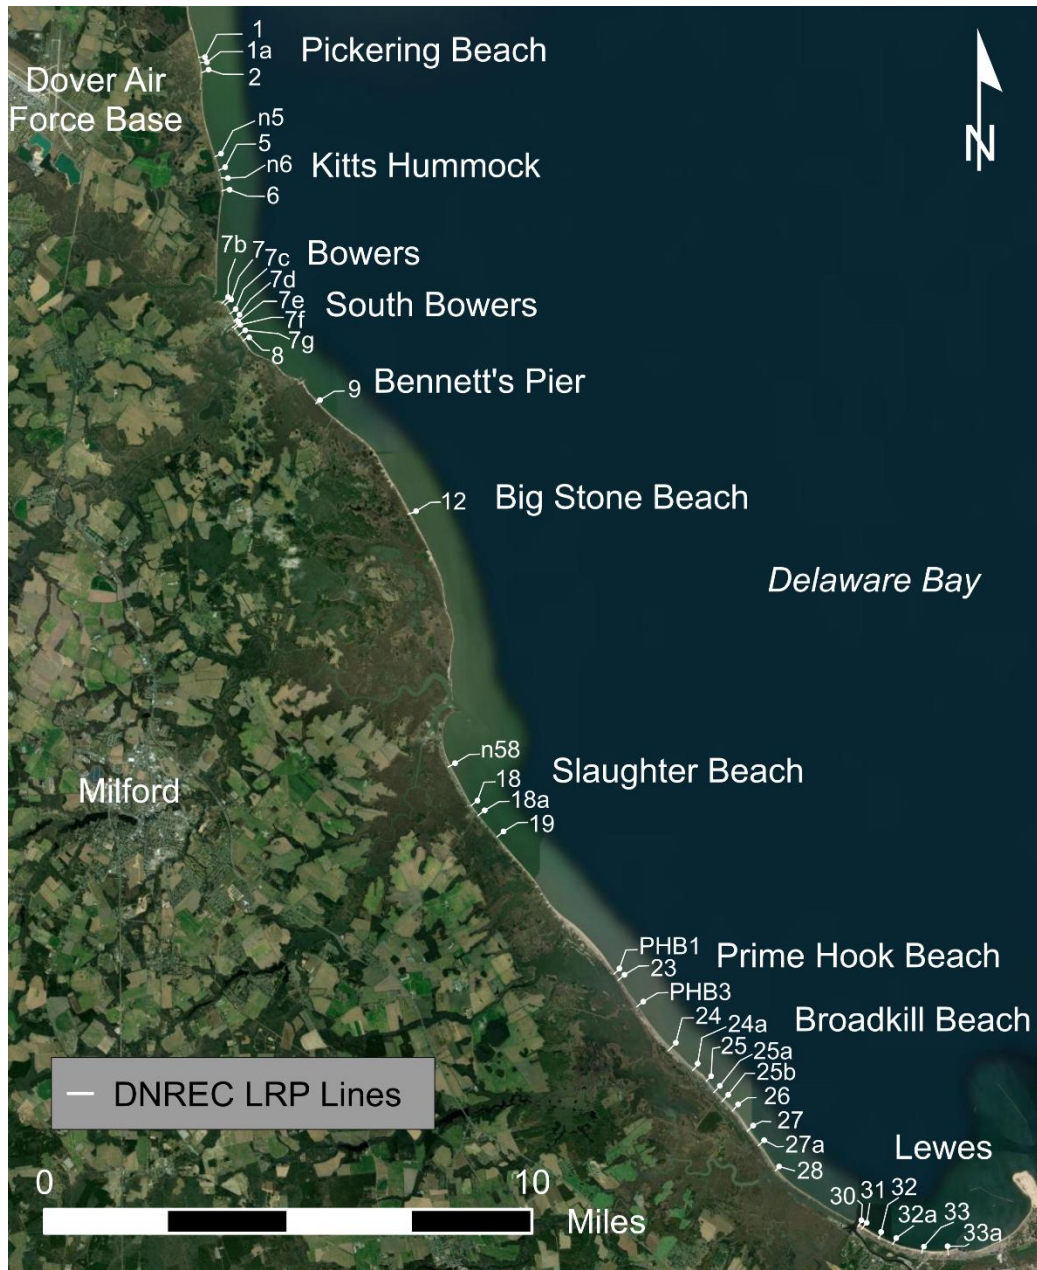 1
1a
Pickering Beach
2
Dover Air
Force Base
n5
5
n6
Kitts Hummock
6
7b
7
7c
Bowers
7d
7e
South Bowers
7f
7g
8
9
Bennett's Pier
12
Big Stone Beach
Delaware Bay
n58
Slaughter Beach
18
18a
19
Milford
PHB1
Prime Hook Beach
23
PHB3
Broadkill Beach
24
24a
25
25a
25b
26
27
27a
28
DNREC LRP Lines
Lewes
30
31
32
32a
33
33a
0
10
Miles
N